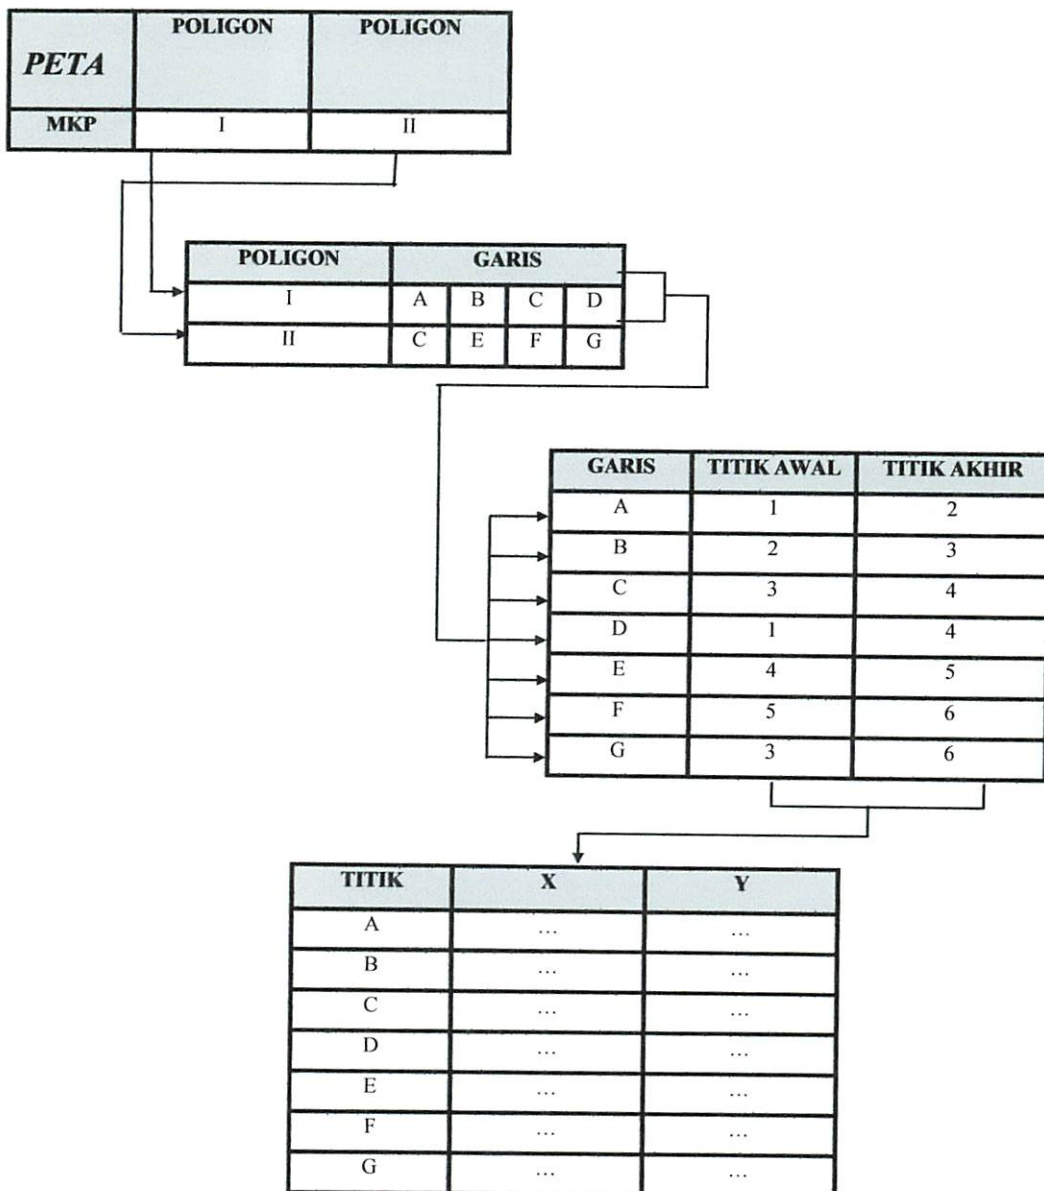 PETA POLIGON POLIGON
MKP I II
POLIGON GARIS
I A B C D
II C E F G
GARIS TITIK AWAL TITIK AKHIR
A 1 2
B 2 3
C 3 4
D 1 4
E 4 5
F 5 6
G 3 6
TITIK X Y
A ... ...
B ... ...
C ... ...
D ... ...
E ... ...
F ... ...
G ... ...